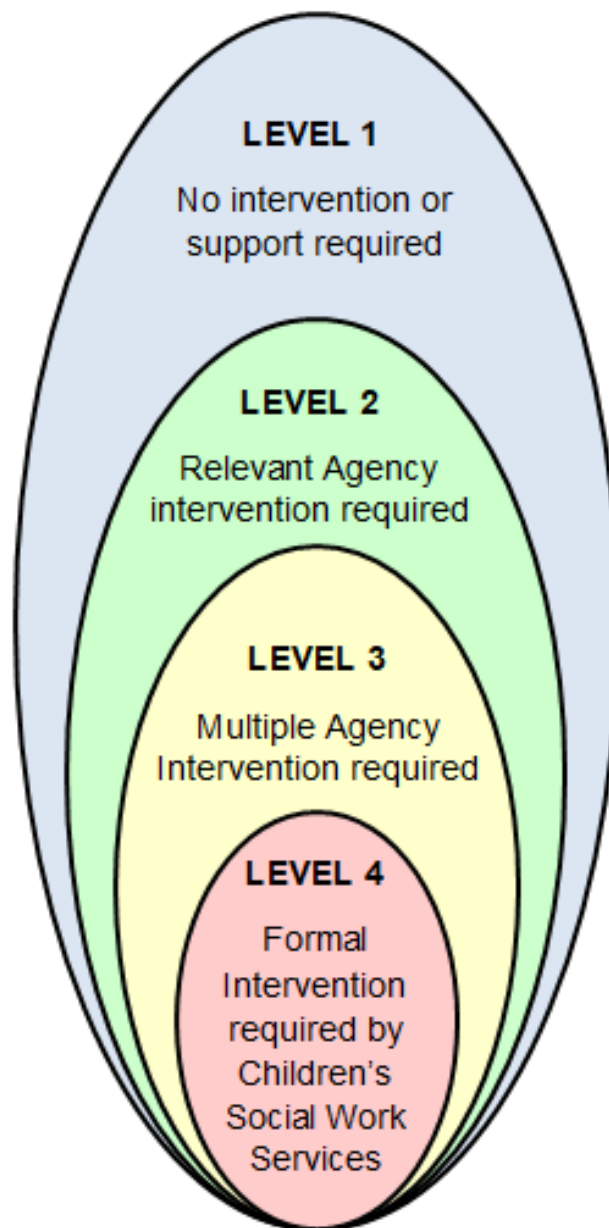 LEVEL 1
No intervention or
support required
LEVEL 2
Relevant Agency
intervention required
LEVEL 3
Multiple Agency
Intervention required
LEVEL 4
Formal
Intervention
required by
Children’s
Social Work
Services